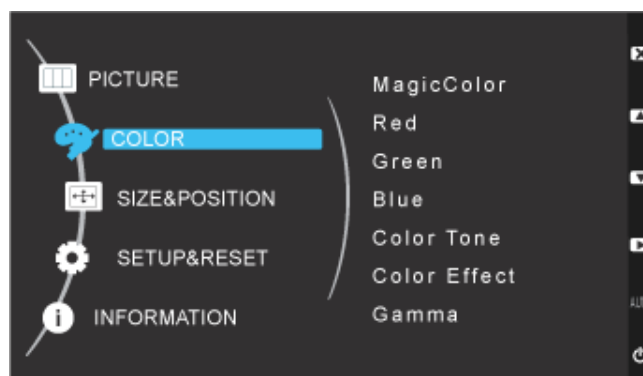 PICTURE
COLOR
SIZE&POSITION
SETUP&RESET
INFORMATION
MagicColor
Red
Green
Blue
Color Tone
Color Effect
Gamma